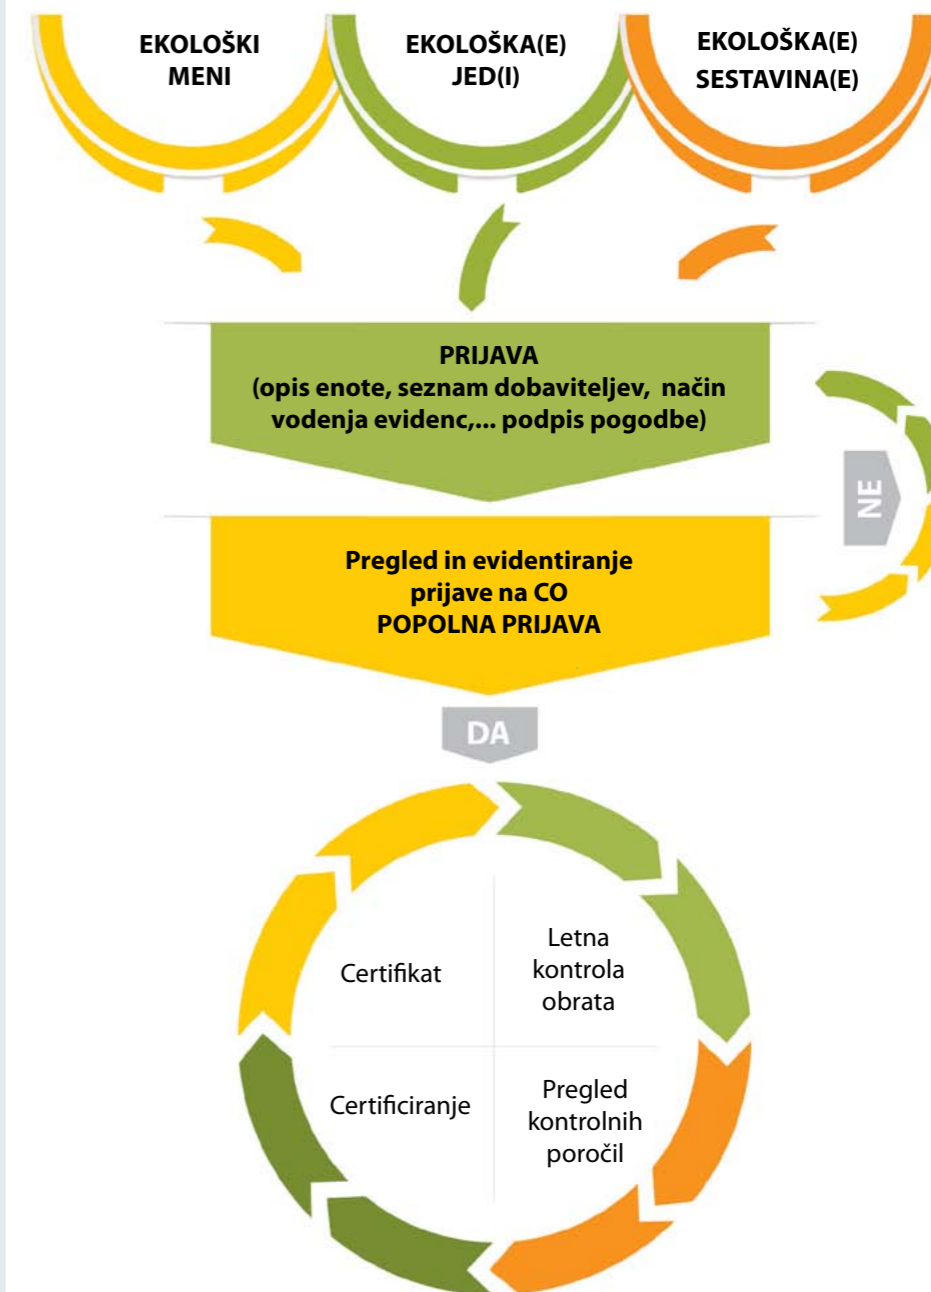 EKOLOŠKI
MENI
EKOLOŠKA(E)
JED(I)
EKOLOŠKA(E)
SESTAVINA(E)
PRIJAVA
(opis enote, seznam dobaviteljev, način
vodenja evidenc,... podpis pogodbe)
NE
Pregled in evidentiranje
prijave na CO
POPOLNA PRIJAVA
DA
Letna
kontrola
obrata
Pregled
kontrolnih
poročil
Certificiranje
Certifikat